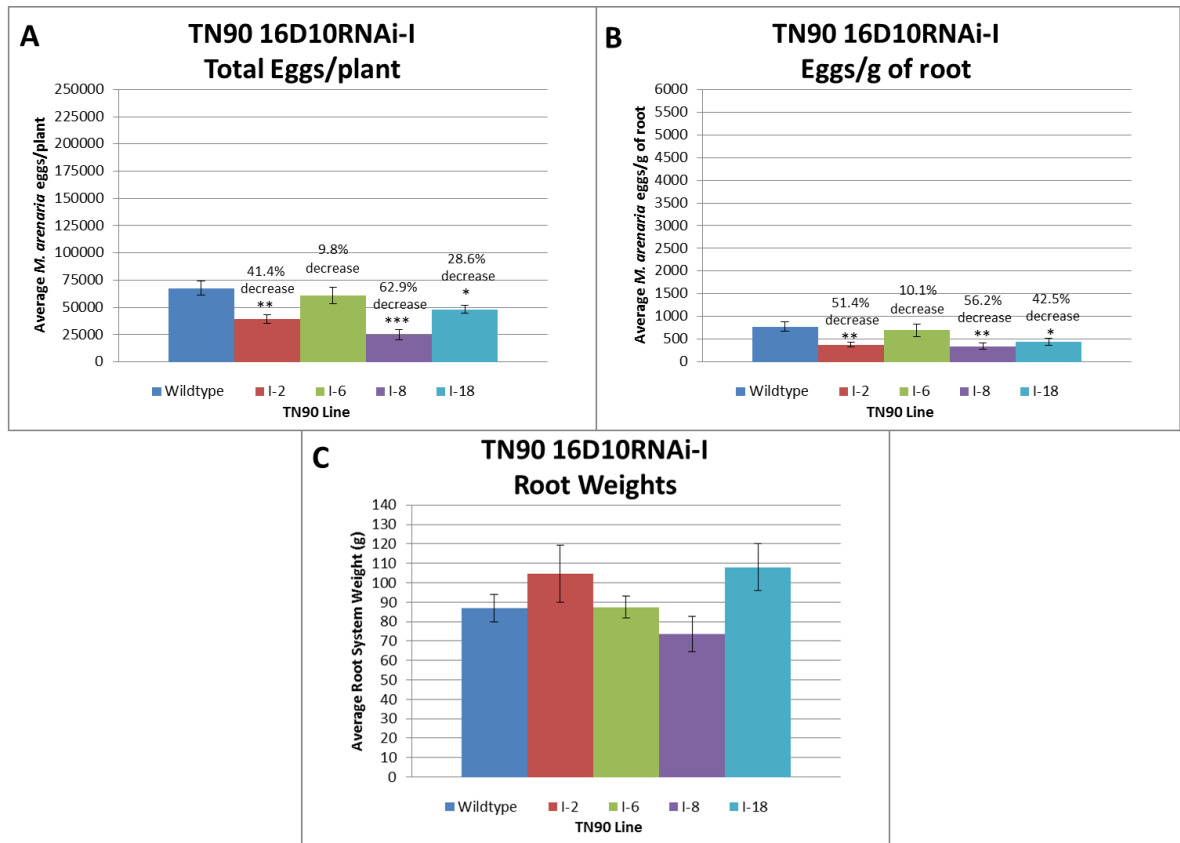 A
TN90 16D10RNAi-I
Total Eggs/plant
Average M. arenaria eggs/plant
250000
225000
200000
175000
150000
125000
100000
75000
50000
25000
0
41.4%
decrease
**
9.8%
decrease
62.9%
decrease
***
28.6%
decrease
*
Wildtype I-2 I-6 I-8 I-18
TN90 Line
B
TN90 16D10RNAi-I
Eggs/g of root
Average M. arenaria eggs/g of root
6000
5500
5000
4500
4000
3500
3000
2500
2000
1500
1000
500
0
51.4%
decrease
**
10.1%
decrease
56.2%
decrease
**
42.5%
decrease
*
Wildtype I-2 I-6 I-8 I-18
TN90 Line
C
TN90 16D10RNAi-I
Root Weights
Average Root System Weight (g)
140
130
120
110
100
90
80
70
60
50
40
30
20
10
0
Wildtype I-2 I-6 I-8 I-18
TN90 Line